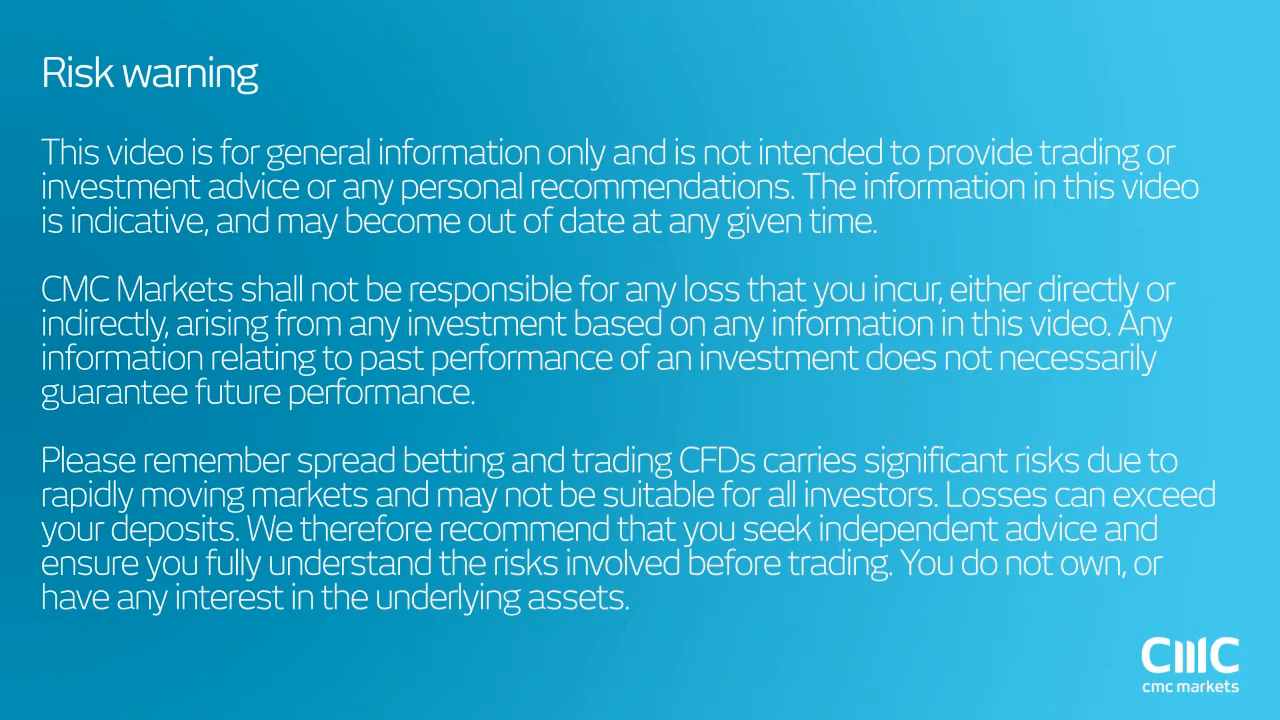 Risk warning
This video is for general information only and is not intended to provide trading or
investment advice or any personal recommendations. The information in this video
is indicative, and may become out of date at any given time.
CMC Markets shall not be responsible for any loss that you incur, either directly or
indirectly, arising from any investment based on any information in this video. Any
information relating to past performance of an investment does not necessarily
guarantee future performance.
Please remember spread betting and trading CFDs carries significant risks due to
rapidly moving markets and may not be suitable for all investors. Losses can exceed
your deposits. We therefore recommend that you seek independent advice and
ensure you fully understand the risks involved before trading. You do not own, or
have any interest in the underlying assets.
CMC
cmc markets